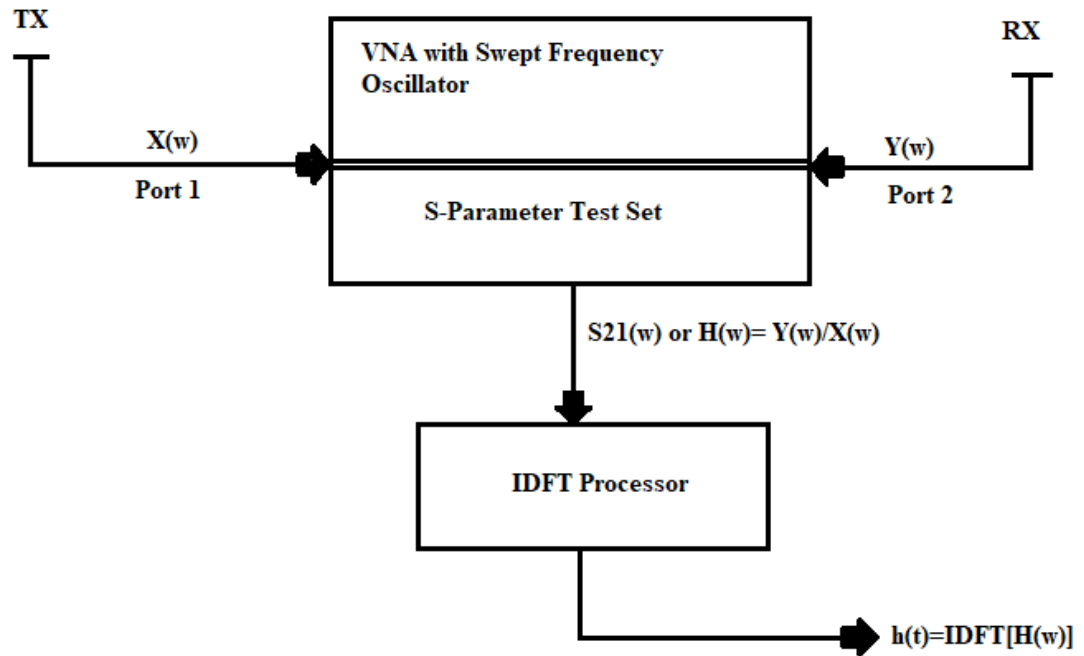 TX
RX
VNA with Swept Frequency
Oscillator
X(w)
Y(w)
Port 1
Port 2
S-Parameter Test Set
S21(w) or H(w)= Y(w)/X(w)
IDFT Processor
h(t)=IDFT[H(w)]